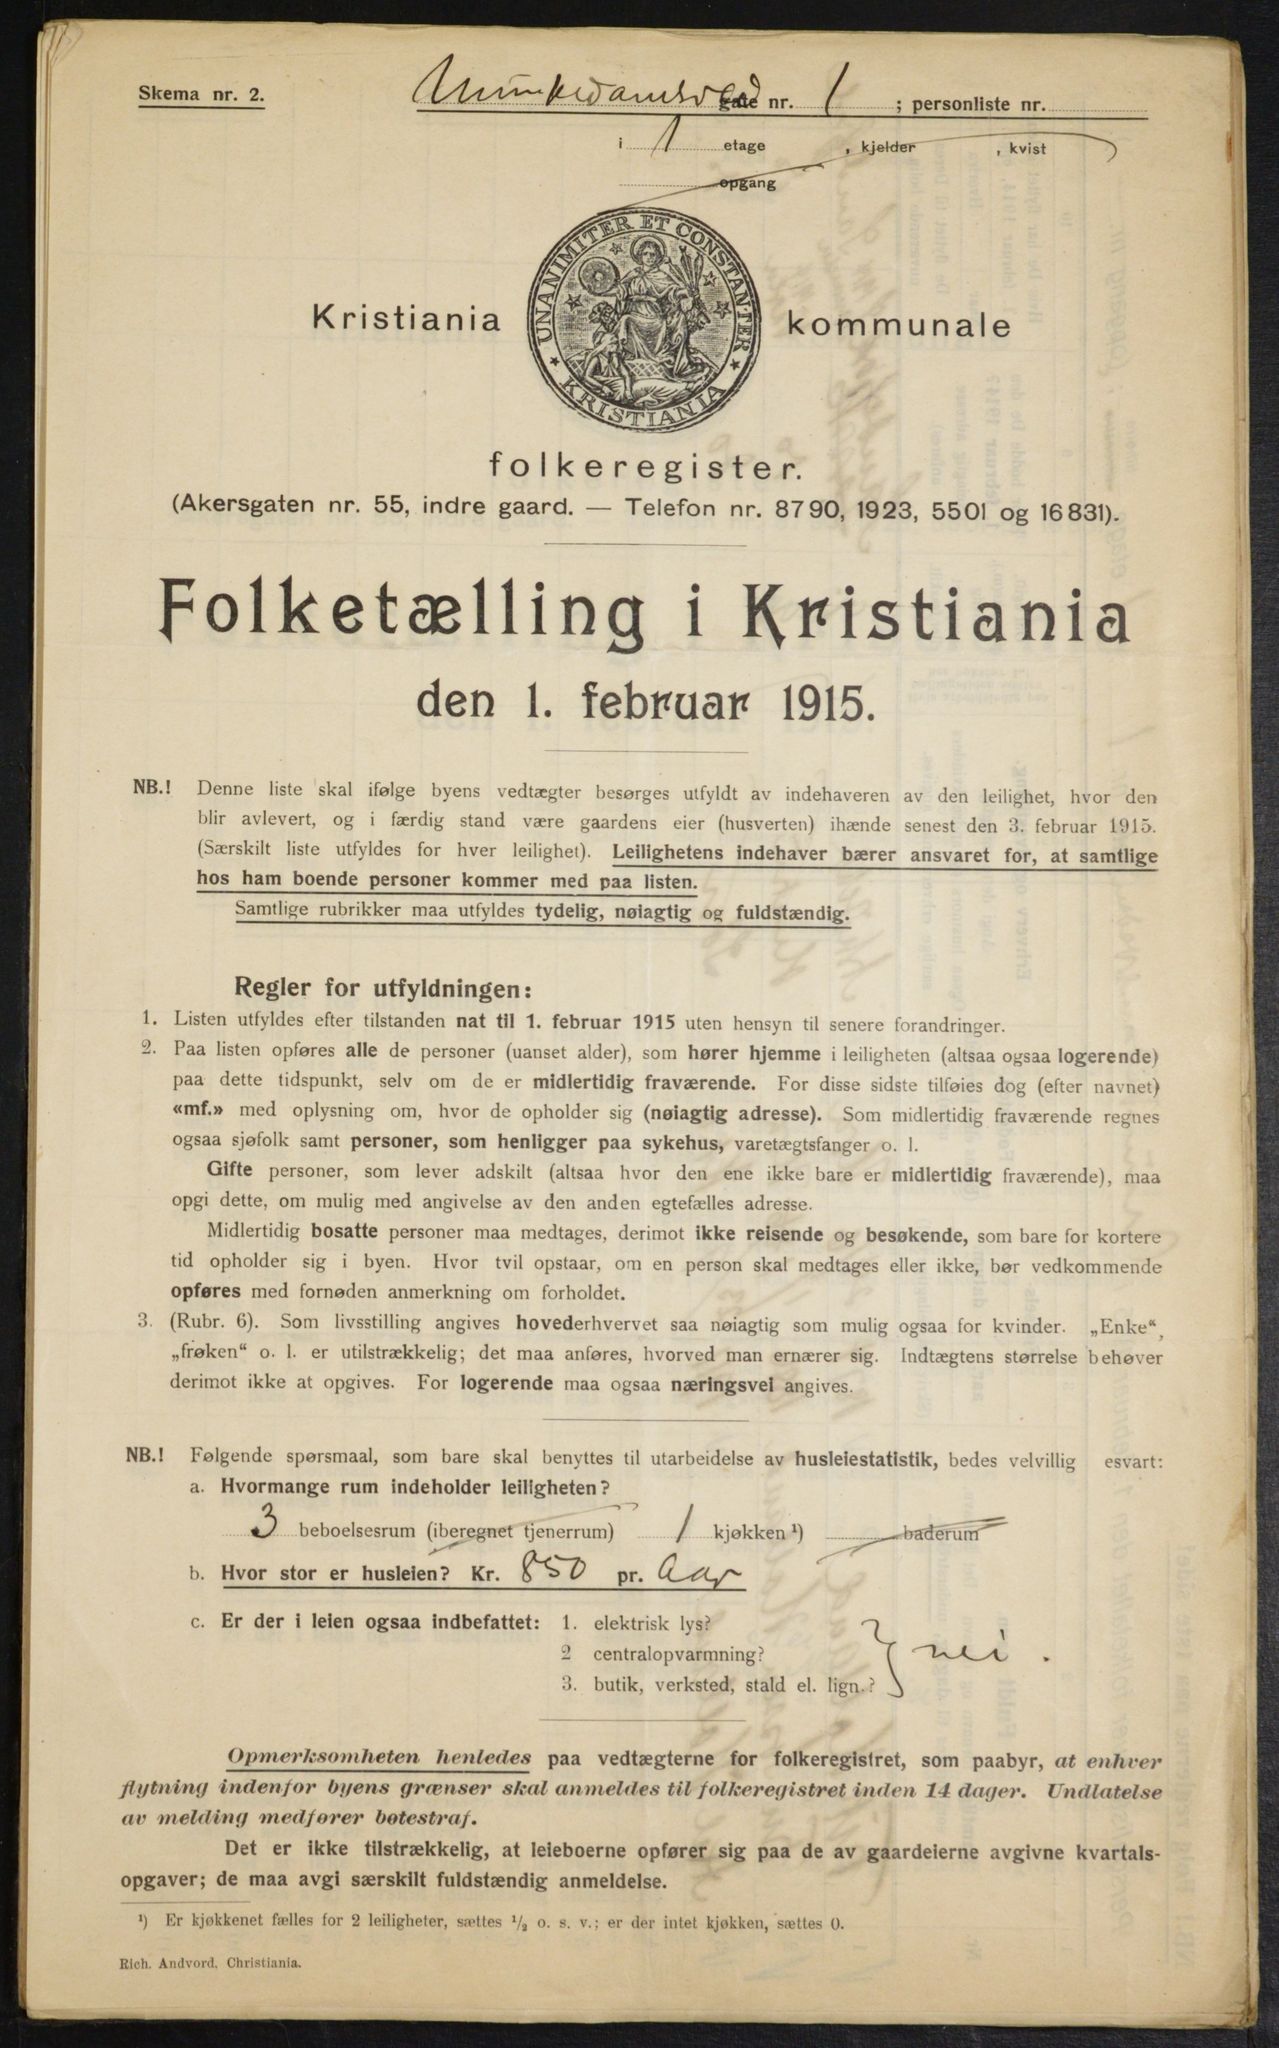 Skema nr. 2.
Munkedamsveien gate nr. 1 ; personliste nr.
i 1 etage , kjelder , kvist
opgang
UNANIMITER ET CONSTANTER
KRISTIANIA
Kristiania kommunale
folkeregister.
(Akersgaten nr. 55, indre gaard. — Telefon nr. 8790, 1923, 5501 og 16831).
Folketælling i Kristiania
den 1. februar 1915.
NB.! Denne liste skal ifølge byens vedtægter besørges utfyldt av indehaveren av den leilighet, hvor den
blir avlevert, og i færdig stand være gaardens eier (husverten) ihænde senest den 3. februar 1915.
(Særskilt liste utfyldes for hver leilighet). Leilighetens indehaver bærer ansvaret for, at samtlige
hos ham boende personer kommer med paa listen.
Samtlige rubrikker maa utfyldes tydelig, nøiagtig og fuldstændig.
Regler for utfyldningen:
1. Listen utfyldes efter tilstanden nat til 1. februar 1915 uten hensyn til senere forandringer.
2. Paa listen opføres alle de personer (uanset alder), som hører hjemme i leiligheten (altsaa ogsaa logerende)
paa dette tidspunkt, selv om de er midlertidig fraværende. For disse sidste tilføies dog (efter navnet)
«mf.» med oplysning om, hvor de opholder sig (nøiagtig adresse). Som midlertidig fraværende regnes
ogsaa sjøfolk samt personer, som henligger paa sykehus, varetægtsfanger o. l.
Gifte personer, som lever adskilt (altsaa hvor den ene ikke bare er midlertidig fraværende), maa
opgi dette, om mulig med angivelse av den anden egtefælles adresse.
Midlertidig bosatte personer maa medtages, derimot ikke reisende og besøkende, som bare for kortere
tid opholder sig i byen. Hvor tvil opstaar, om en person skal medtages eller ikke, bør vedkommende
opføres med fornøden anmerkning om forholdet.
3. (Rubr. 6). Som livsstilling angives hovederhvervet saa nøiagtig som mulig ogsaa for kvinder. „Enke“,
„frøken“ o. l. er utilstrækkelig; det maa anføres, hvorved man ernærer sig. Indtægtens størrelse behøver
derimot ikke at opgives. For logerende maa ogsaa næringsvei angives.
NB.! Følgende spørsmaal, som bare skal benyttes til utarbeidelse av husleiestatistik, bedes velvillig esvart:
a. Hvormange rum indeholder leiligheten?
3 beboelsesrum (iberegnet tjenerrum) 1 kjøkken ¹) baderum
b. Hvor stor er husleien? Kr. 850 pr. Aar
c. Er der i leien ogsaa indbefattet: 1. elektrisk lys?
2 centralopvarmning? nei.
3. butik, verksted, stald el. lign.?
Opmerksomheten henledes paa vedtægterne for folkeregistret, som paabyr, at enhver
flytning indenfor byens grænser skal anmeldes til folkeregistret inden 14 dager. Undlatelse
av melding medfører bøtestraf.
Det er ikke tilstrækkelig, at leieboerne opfører sig paa de av gaardeierne avgivne kvartals-
opgaver; de maa avgi særskilt fuldstændig anmeldelse.
¹) Er kjøkkenet fælles for 2 leiligheter, sættes ½ o. s. v.; er der intet kjøkken, sættes 0.
Rich. Andvord, Christiania.